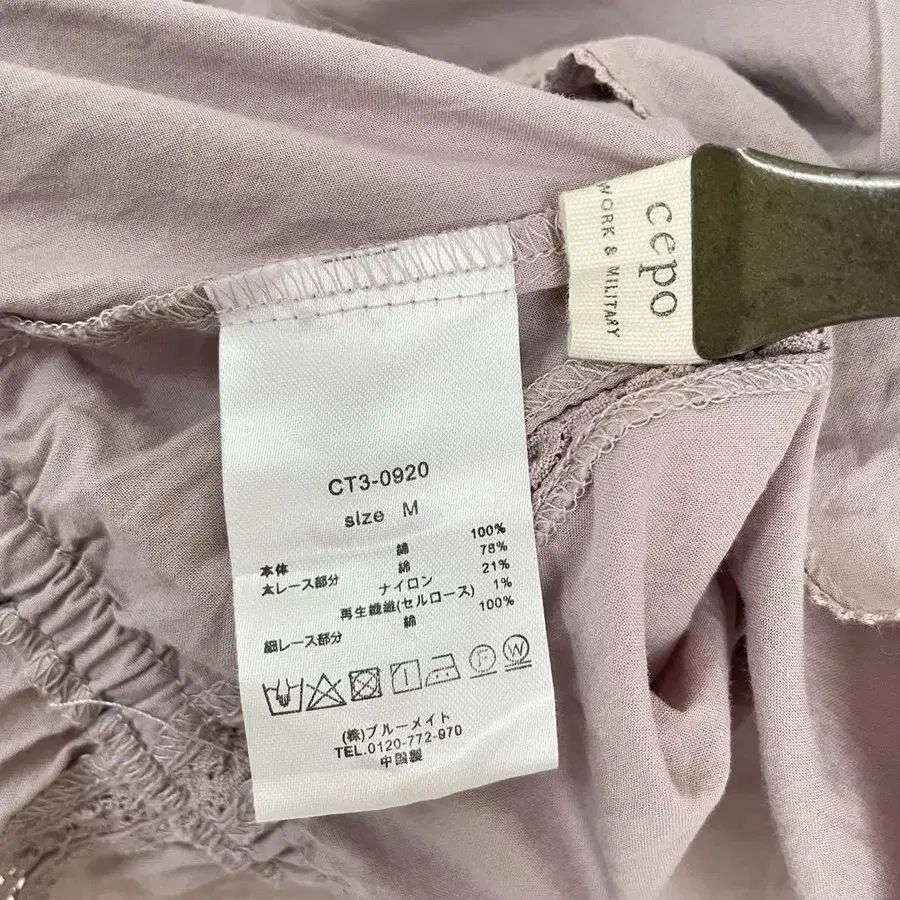 cepo
WORK & MILITARY
CT3-0920
size M
本体 綿 100%
太レース部分 綿 78%
ナイロン 21%
再生繊維(セルロース) 1%
細レース部分 綿 100%
F W
(株)ブルーメイト
TEL.0120-772-970
中国製